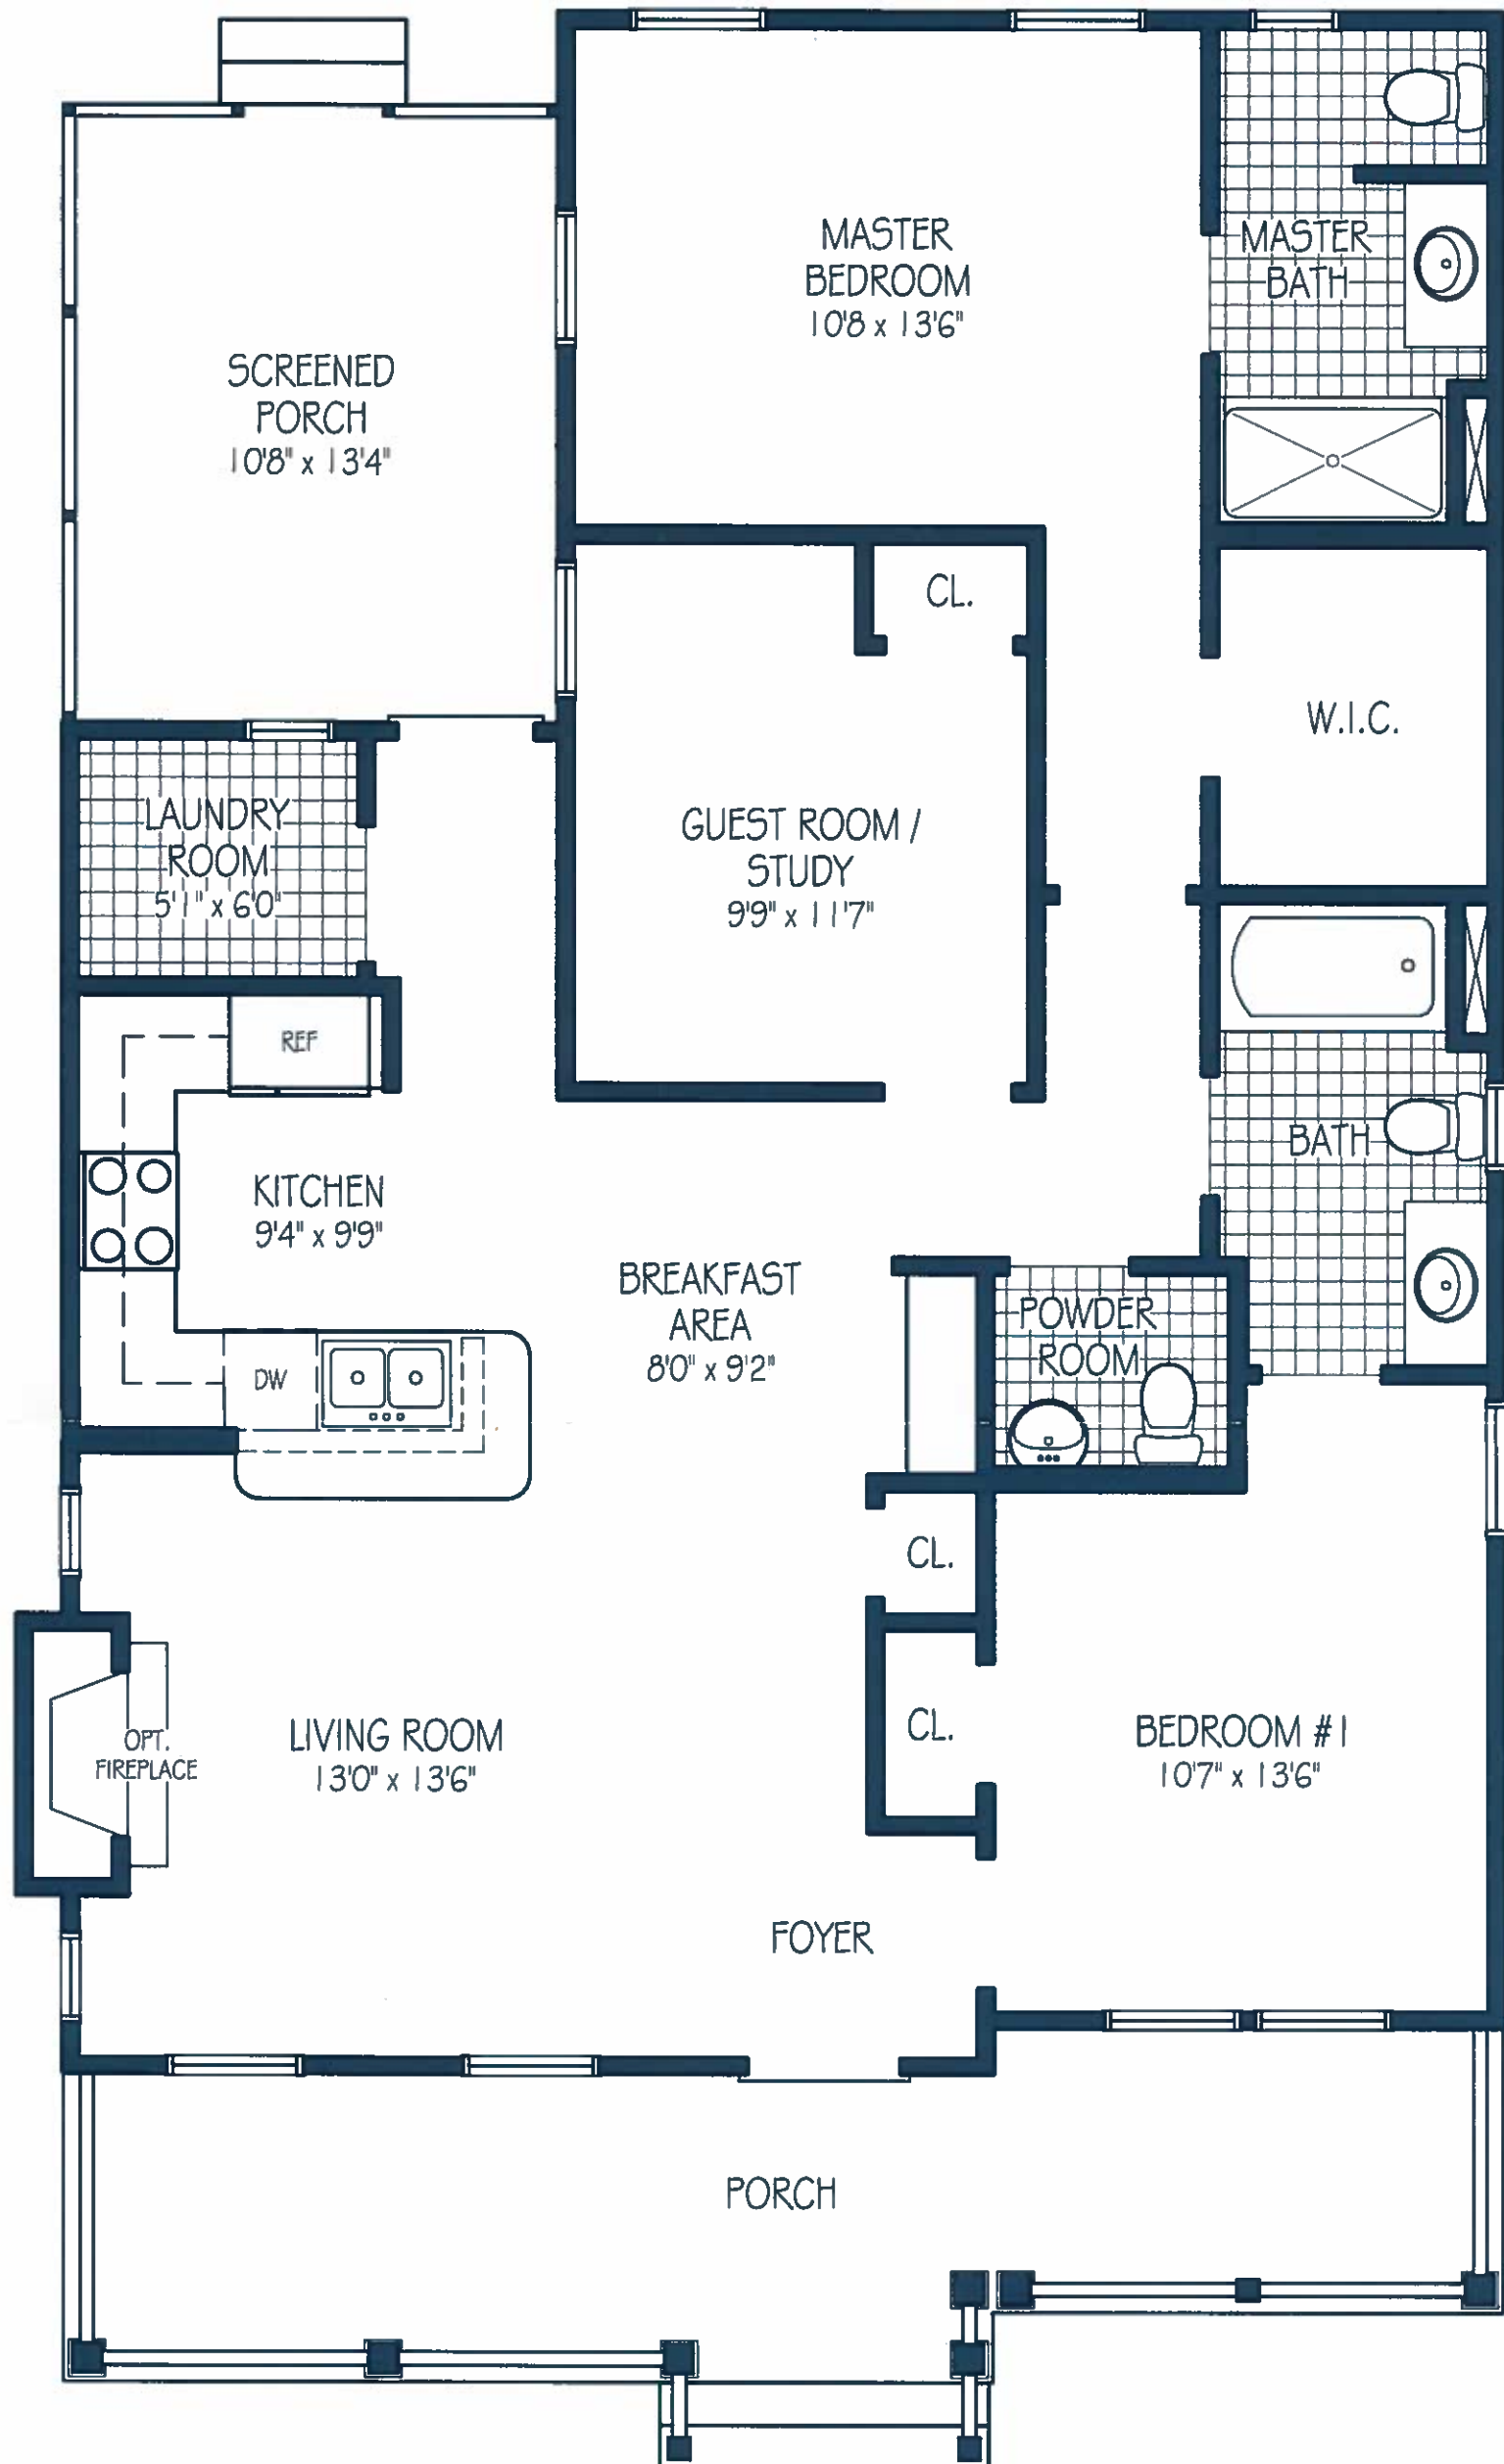 MASTER
BEDROOM
10'8 x 13'6"
MASTER
BATH
SCREENED
PORCH
10'8" x 13'4"
CL.
W.I.C.
LAUNDRY
ROOM
5'1" x 6'0"
GUEST ROOM /
STUDY
9'9" x 11'7"
REF
BATH
KITCHEN
9'4" x 9'9"
BREAKFAST
AREA
8'0" x 9'2"
POWDER
ROOM
DW
CL.
CL.
OPT.
FIREPLACE
LIVING ROOM
13'0" x 13'6"
BEDROOM #1
10'7" x 13'6"
FOYER
PORCH